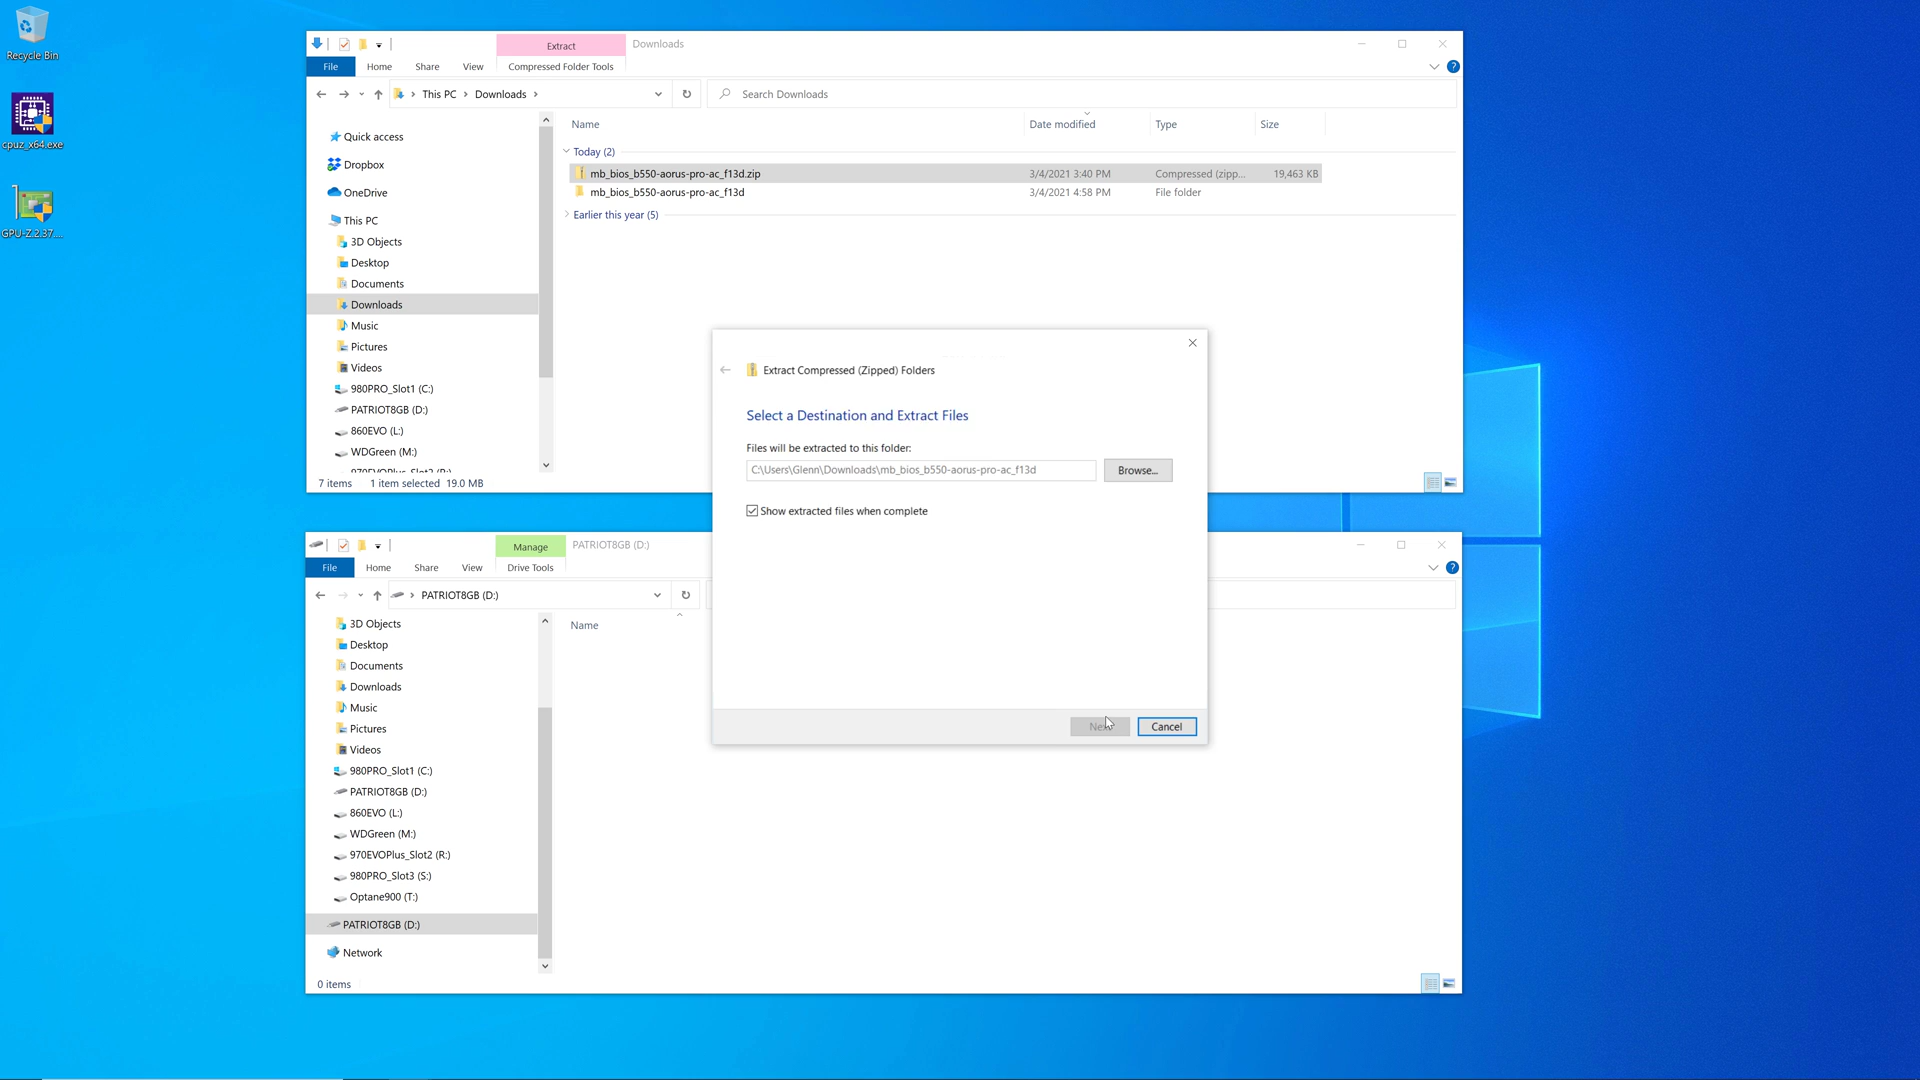 Recycle Bin
cpuz_x64.exe
GPU-Z.2.37....
Extract
Downloads
File
Home
Share
View
Compressed Folder Tools
This PC > Downloads >
Search Downloads
Quick access
Dropbox
OneDrive
This PC
3D Objects
Desktop
Documents
Downloads
Music
Pictures
Videos
980PRO_Slot1 (C:)
PATRIOT8GB (D:)
860EVO (L:)
WDGreen (M:)
970EVOPlus_Slot2 (R:)
Name
Date modified
Type
Size
Today (2)
mb_bios_b550-aorus-pro-ac_f13d.zip
3/4/2021 3:40 PM
Compressed (zipp...
19,463 KB
mb_bios_b550-aorus-pro-ac_f13d
3/4/2021 4:58 PM
File folder
Earlier this year (5)
7 items
1 item selected 19.0 MB
Extract Compressed (Zipped) Folders
Select a Destination and Extract Files
Files will be extracted to this folder:
C:\Users\Glenn\Downloads\mb_bios_b550-aorus-pro-ac_f13d
Browse...
Show extracted files when complete
Next
Cancel
Manage
PATRIOT8GB (D:)
File
Home
Share
View
Drive Tools
> PATRIOT8GB (D:)
3D Objects
Desktop
Documents
Downloads
Music
Pictures
Videos
980PRO_Slot1 (C:)
PATRIOT8GB (D:)
860EVO (L:)
WDGreen (M:)
970EVOPlus_Slot2 (R:)
980PRO_Slot3 (S:)
Optane900 (T:)
PATRIOT8GB (D:)
Network
Name
0 items